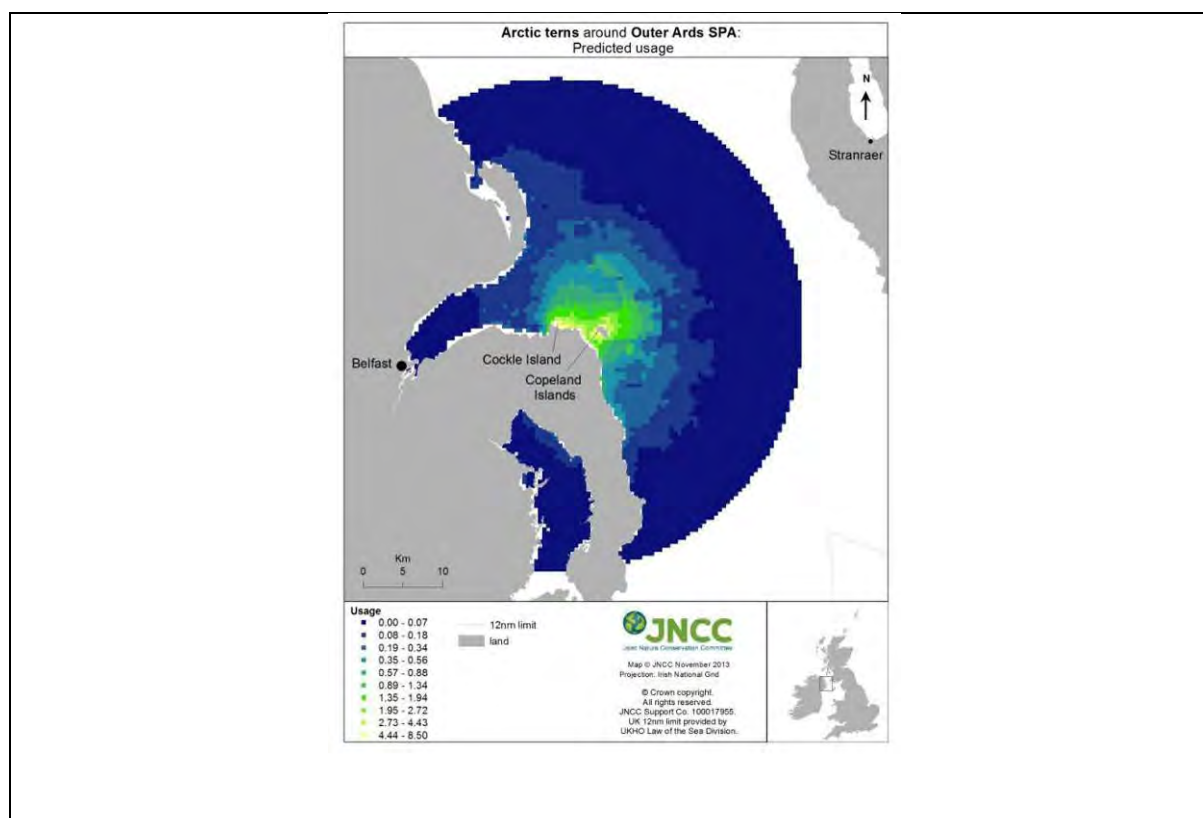 Arctic terns around Outer Ards SPA:
Predicted usage
N
Stranraer
Cockle Island
Belfast
Copeland
Islands
Km
0 5 10
Usage
0.00 - 0.07
0.08 - 0.18
0.19 - 0.34
0.35 - 0.56
0.57 - 0.88
0.89 - 1.34
1.35 - 1.94
1.95 - 2.72
2.73 - 4.43
4.44 - 8.50
12nm limit
land
JNCC
Joint Nature Conservation Committee
Map © JNCC November 2013
Projection: Irish National Grid
© Crown copyright.
All rights reserved.
JNCC Support Co. 100017955.
UK 12nm limit provided by
UKHO Law of the Sea Division.